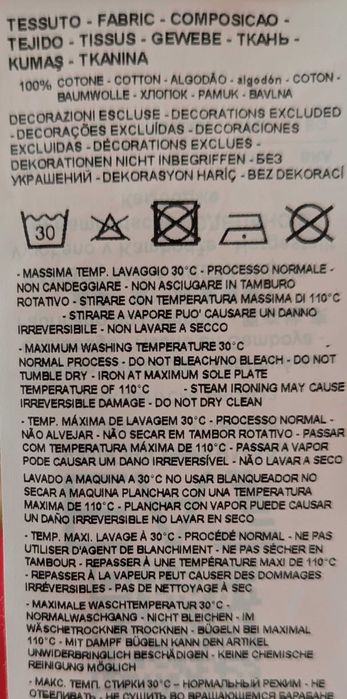 TESSUTO - FABRIC - COMPOSICAO -
TEJIDO - TISSUS - GEWEBE - ТКАНЬ -
KUMAŞ - TKANINA
100% COTONE - COTTON - ALGODÃO - algodón - COTON -
BAUMWOLLE - ХЛОПОК - PAMUK - BAVLNA
DECORAZIONI ESCLUSE - DECORATIONS EXCLUDED
- DECORAÇÕES EXCLUÍDAS - DECORACIONES
EXCLUIDAS - DÉCORATIONS EXCLUES -
DEKORATIONEN NICHT INBEGRIFFEN - БЕЗ
УКРАШЕНИЙ - DEKORASYON HARİÇ - BEZ DEKORACÍ
30
- MASSIMA TEMP. LAVAGGIO 30°C - PROCESSO NORMALE -
NON CANDEGGIARE - NON ASCIUGARE IN TAMBURO
ROTATIVO - STIRARE CON TEMPERATURA MASSIMA DI 110°C
- STIRARE A VAPORE PUO' CAUSARE UN DANNO
IRREVERSIBILE - NON LAVARE A SECCO
- MAXIMUM WASHING TEMPERATURE 30°C -
NORMAL PROCESS - DO NOT BLEACH/NO BLEACH - DO NOT
TUMBLE DRY - IRON AT MAXIMUM SOLE PLATE
TEMPERATURE OF 110°C - STEAM IRONING MAY CAUSE
IRREVERSIBLE DAMAGE - DO NOT DRY CLEAN
- TEMP. MÁXIMA DE LAVAGEM 30°C - PROCESSO NORMAL -
NÃO ALVEJAR - NÃO SECAR EM TAMBOR ROTATIVO - PASSAR
COM TEMPERATURA MÁXIMA DE 110°C - PASSAR A VAPOR
PODE CAUSAR UM DANO IRREVERSÍVEL - NÃO LAVAR A SECO
LAVADO A MAQUINA A 30°C NO USAR BLANQUEADOR NO
SECAR A MAQUINA PLANCHAR CON UNA TEMPERATURA
MAXIMA DE 110°C - PLANCHAR CON VAPOR PUEDE CAUSAR
UN DAÑO IRREVERSIBLE NO LAVAR EN SECO
- TEMP. MAXI. LAVAGE À 30°C - PROCÉDÉ NORMAL - NE PAS
UTILISER D'AGENT DE BLANCHIMENT - NE PAS SÉCHER EN
TAMBOUR - REPASSER À UNE TEMPÉRATURE MAXI DE 110°C
- REPASSER À LA VAPEUR PEUT CAUSER DES DOMMAGES
IRRÉVERSIBLES - PAS DE NETTOYAGE À SEC
- MAXIMALE WASCHTEMPERATUR 30°C -
NORMALWASCHGANG - NICHT BLEICHEN - IM
WÄSCHETROCKNER TROCKNEN - BÜGELN BEI MAXIMAL
110°C - MIT DAMPF BÜGELN KANN DEN ARTIKEL
UNWIDERBRINGLICH BESCHÄDIGEN - KEINE CHEMISCHE
REINIGUNG MÖGLICH
- МАКС. ТЕМП. СТИРКИ 30°C - НОРМАЛЬНЫЙ РЕЖИМ - НЕ
ОТБЕЛИВАТЬ - НЕ СУШИТЬ ВО ВРАЩАЮЩЕМСЯ БАРАБАНЕ